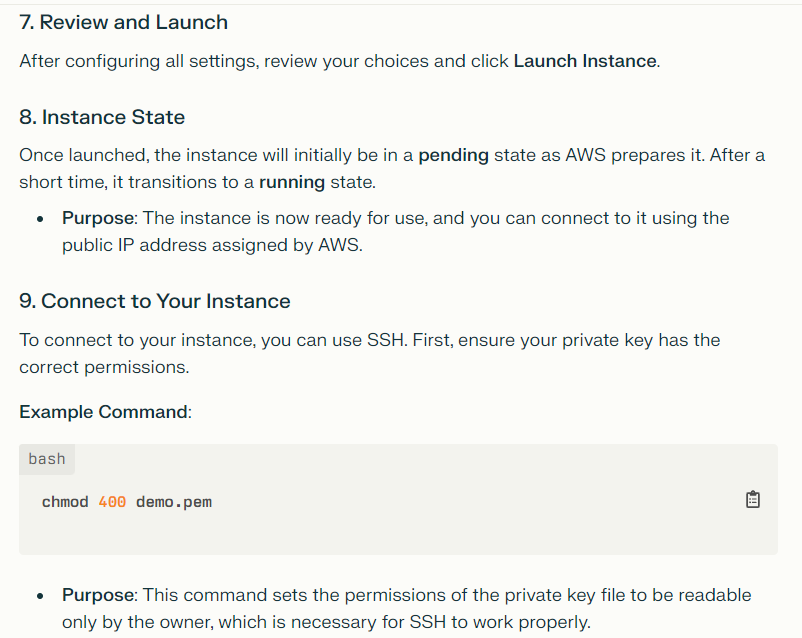 7. Review and Launch
After configuring all settings, review your choices and click Launch Instance.
8. Instance State
Once launched, the instance will initially be in a pending state as AWS prepares it. After a
short time, it transitions to a running state.
• Purpose: The instance is now ready for use, and you can connect to it using the
public IP address assigned by AWS.
9. Connect to Your Instance
To connect to your instance, you can use SSH. First, ensure your private key has the
correct permissions.
Example Command:
bash
chmod 400 demo.pem
• Purpose: This command sets the permissions of the private key file to be readable
only by the owner, which is necessary for SSH to work properly.